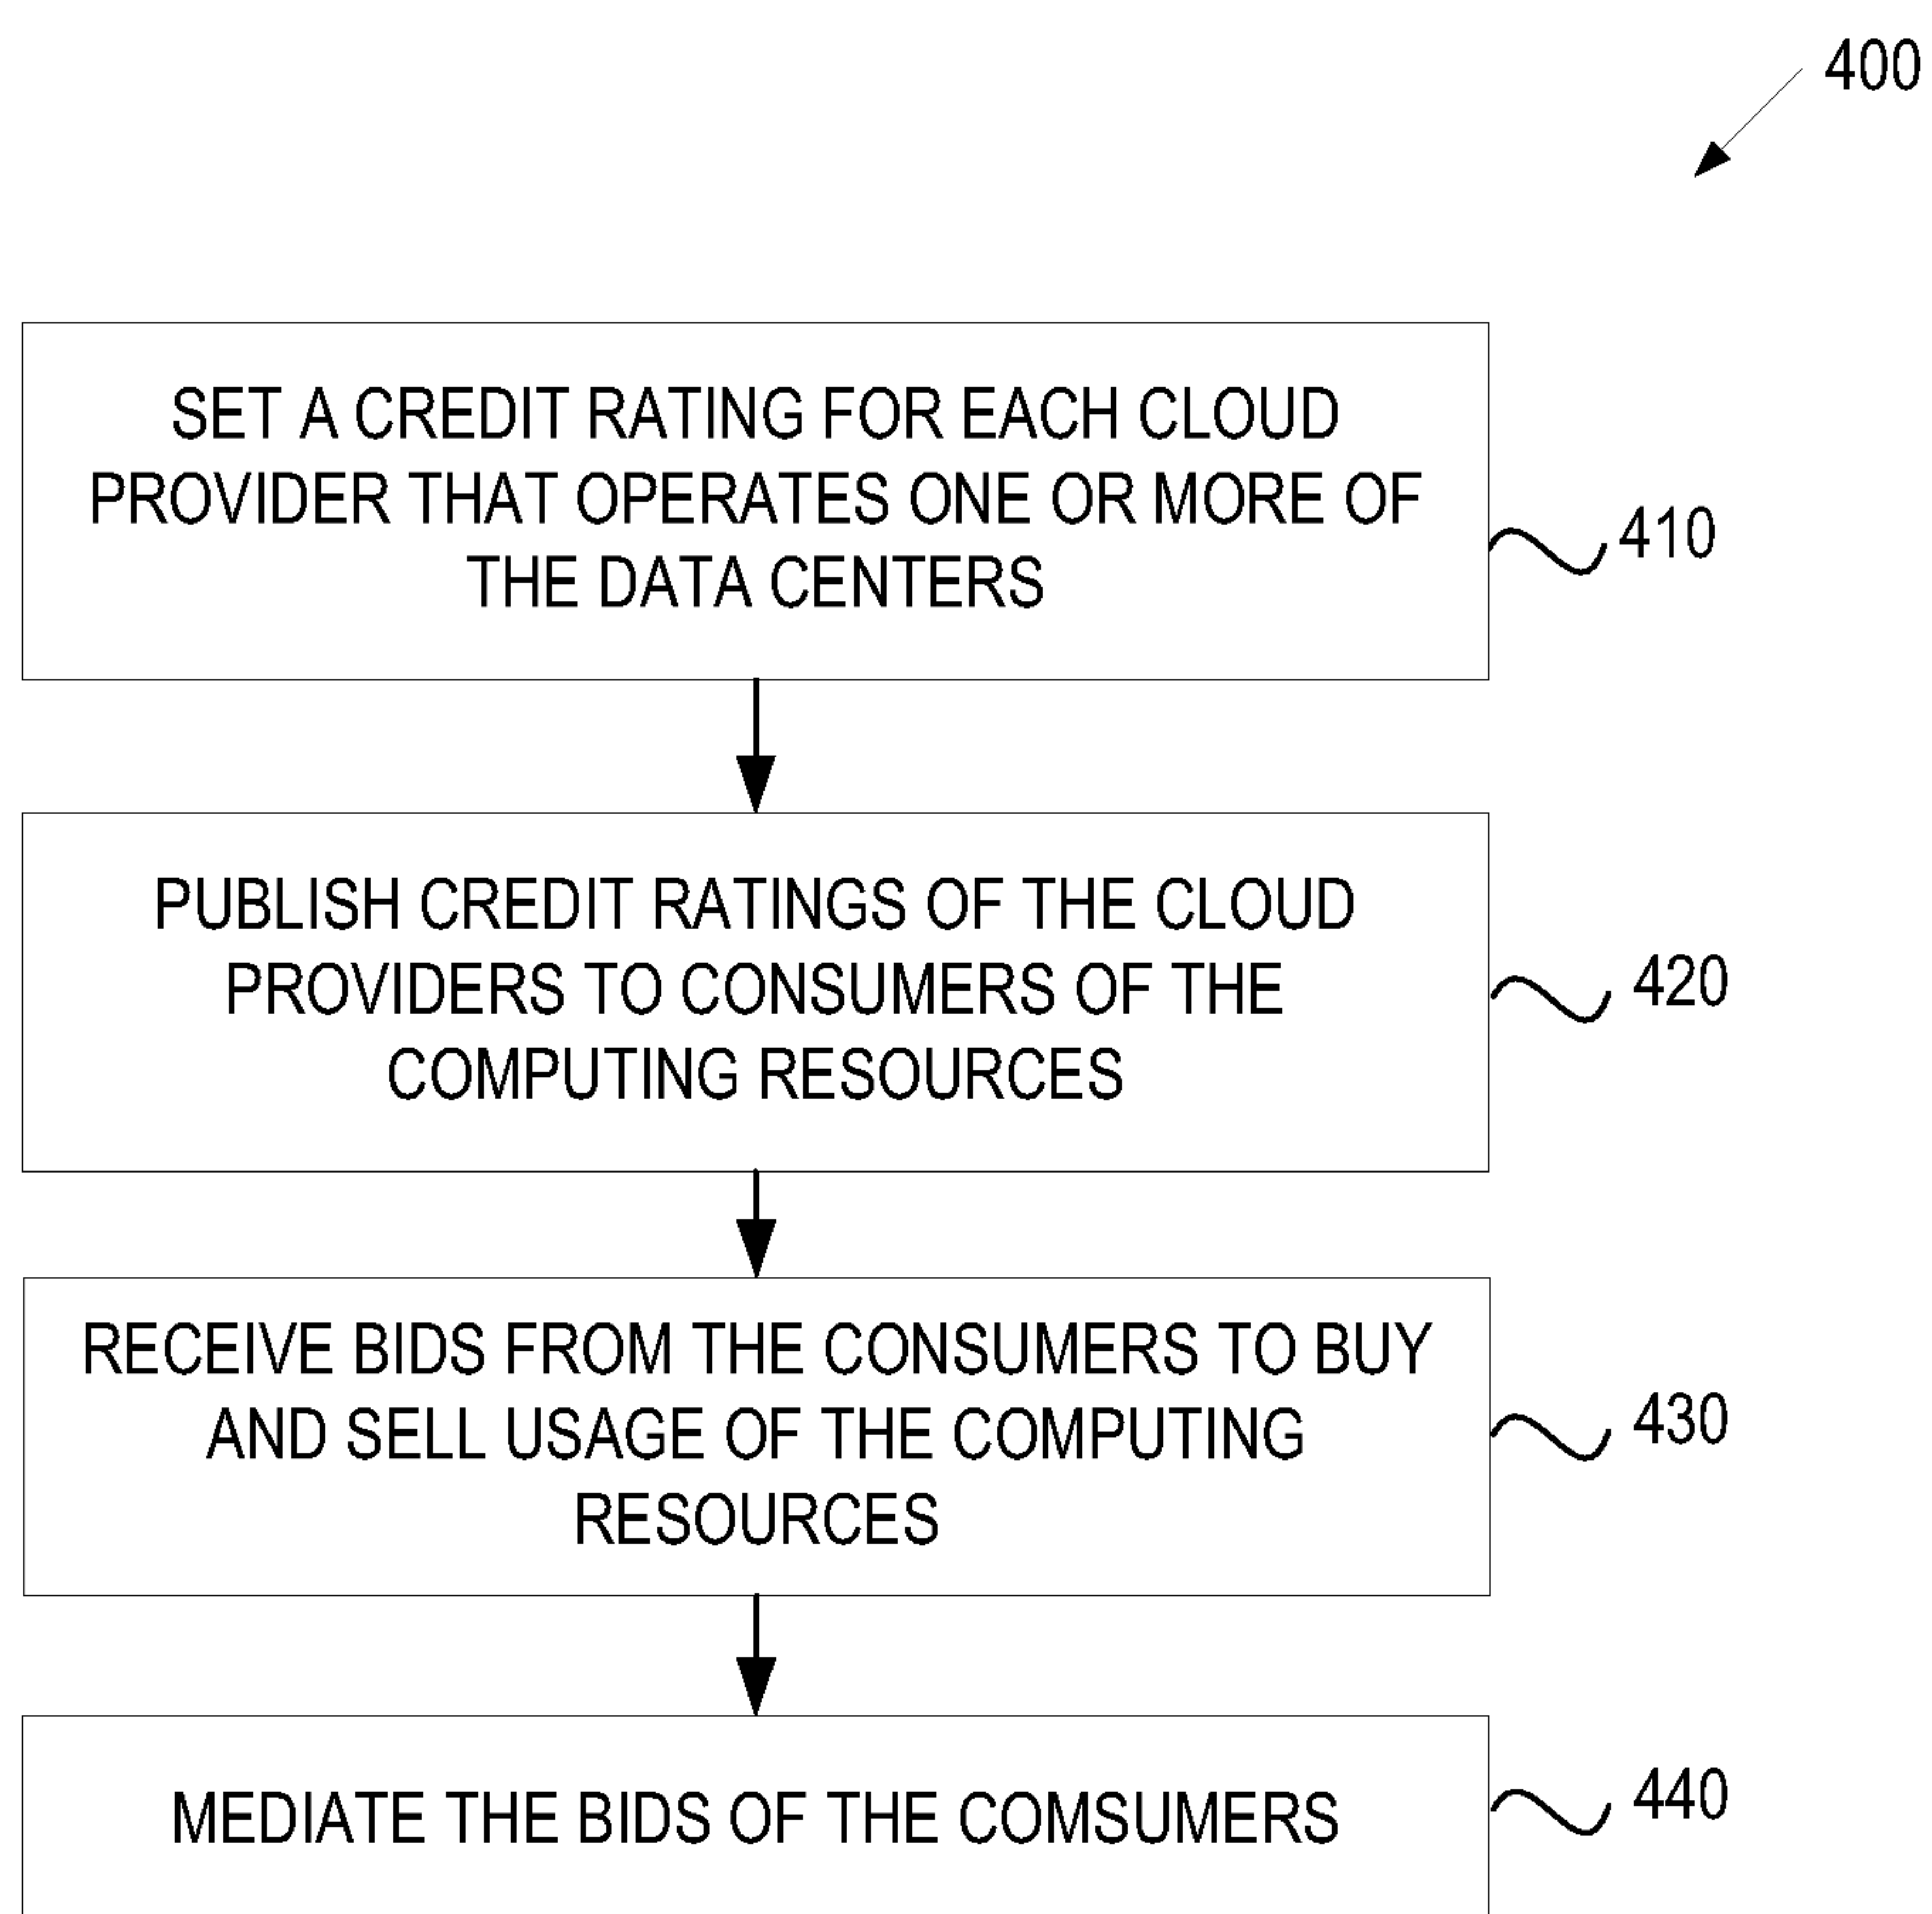 400
SET A CREDIT RATING FOR EACH CLOUD
PROVIDER THAT OPERATES ONE OR MORE OF
THE DATA CENTERS
410
PUBLISH CREDIT RATINGS OF THE CLOUD
PROVIDERS TO CONSUMERS OF THE
COMPUTING RESOURCES
420
RECEIVE BIDS FROM THE CONSUMERS TO BUY
AND SELL USAGE OF THE COMPUTING
RESOURCES
430
MEDIATE THE BIDS OF THE COMSUMERS
440